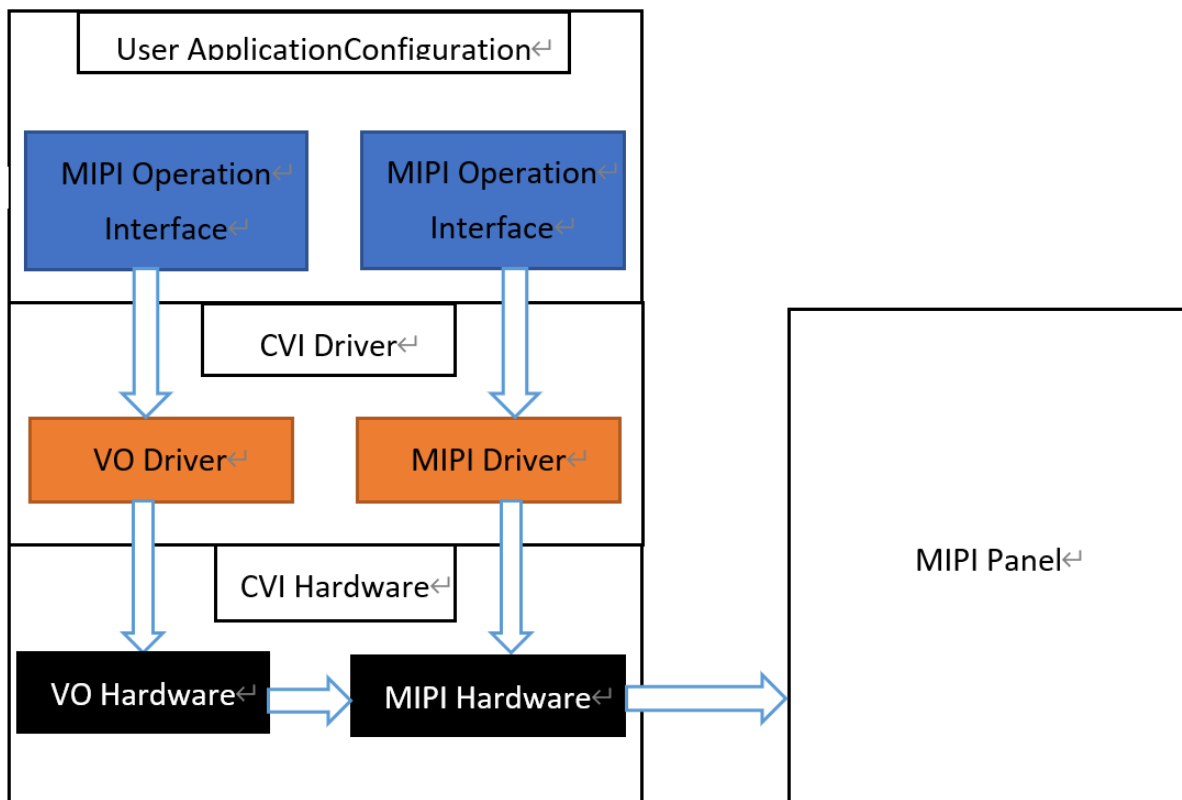 User ApplicationConfiguration↵
MIPI Operation↵
Interface↵
MIPI Operation↵
Interface↵
CVI Driver↵
VO Driver↵
MIPI Driver↵
CVI Hardware↵
MIPI Panel↵
VO Hardware↵
MIPI Hardware↵